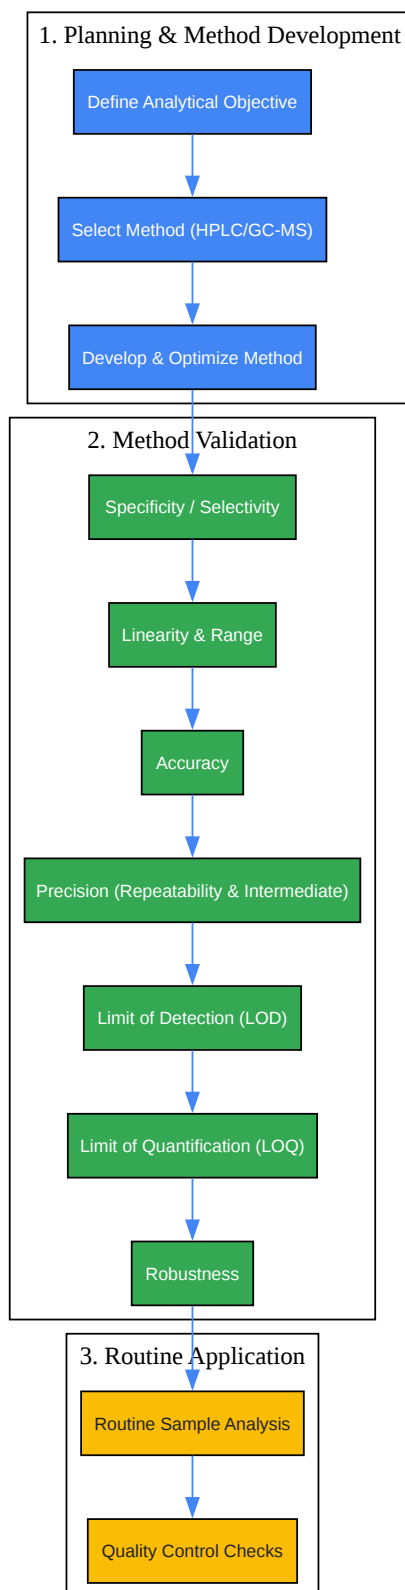 1. Planning & Method Development
Define Analytical Objective
Select Method (HPLC/GC-MS)
Develop & Optimize Method
2. Method Validation
Specificity / Selectivity
Linearity & Range
Accuracy
Precision (Repeatability & Intermediate)
Limit of Detection (LOD)
Limit of Quantification (LOQ)
Robustness
3. Routine Application
Routine Sample Analysis
Quality Control Checks